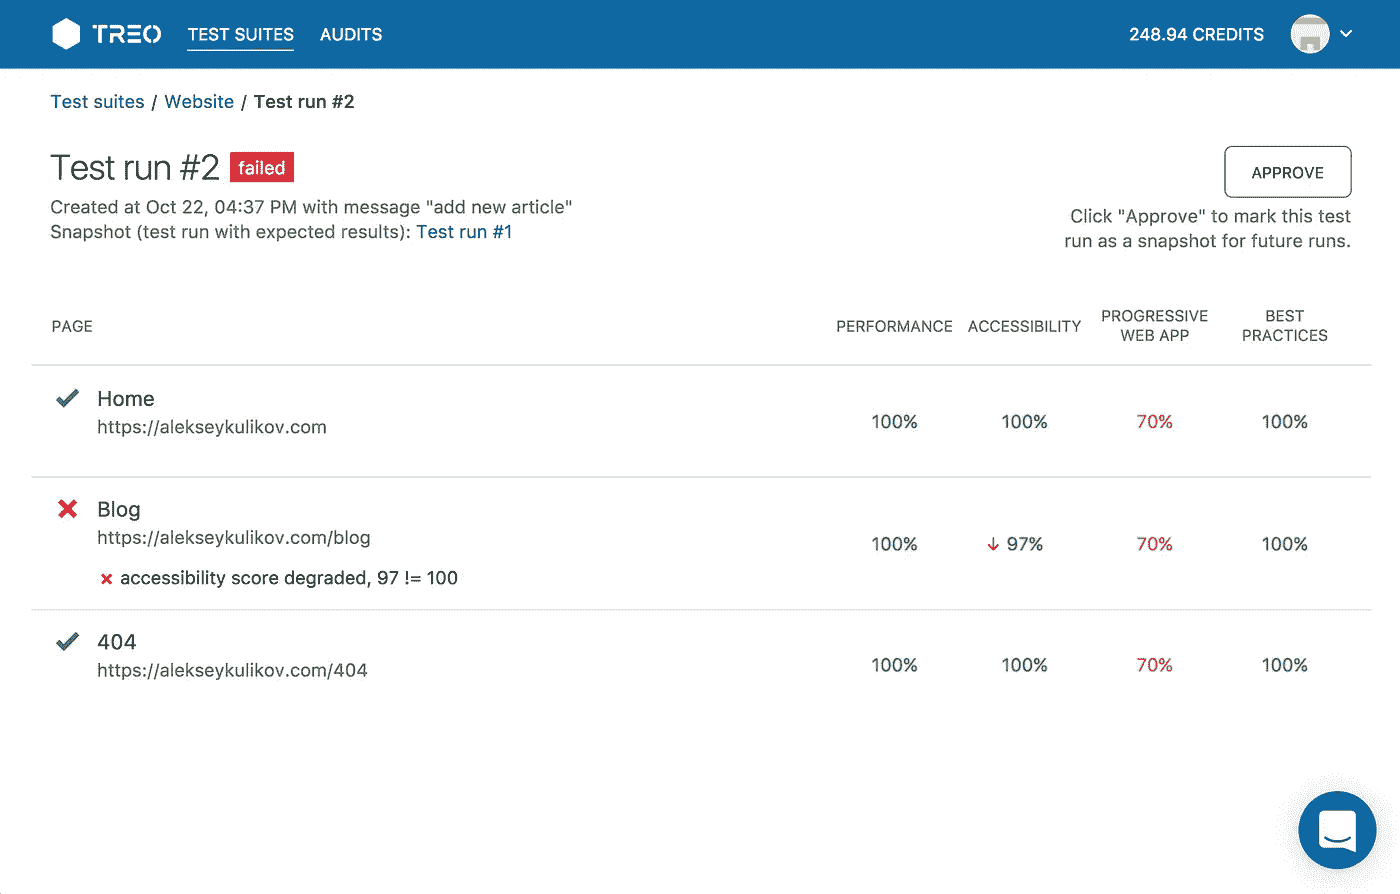 TREO TEST SUITES AUDITS 248.94 CREDITS
Test suites / Website / Test run #2
Test run #2 failed
APPROVE
Created at Oct 22, 04:37 PM with message "add new article"
Snapshot (test run with expected results): Test run #1
Click "Approve" to mark this test
run as a snapshot for future runs.
PAGE PERFORMANCE ACCESSIBILITY PROGRESSIVE WEB APP BEST PRACTICES
Home
https://alekseykulikov.com
100% 100% 70% 100%
Blog
https://alekseykulikov.com/blog
100% ↓ 97% 70% 100%
accessibility score degraded, 97 != 100
404
https://alekseykulikov.com/404
100% 100% 70% 100%